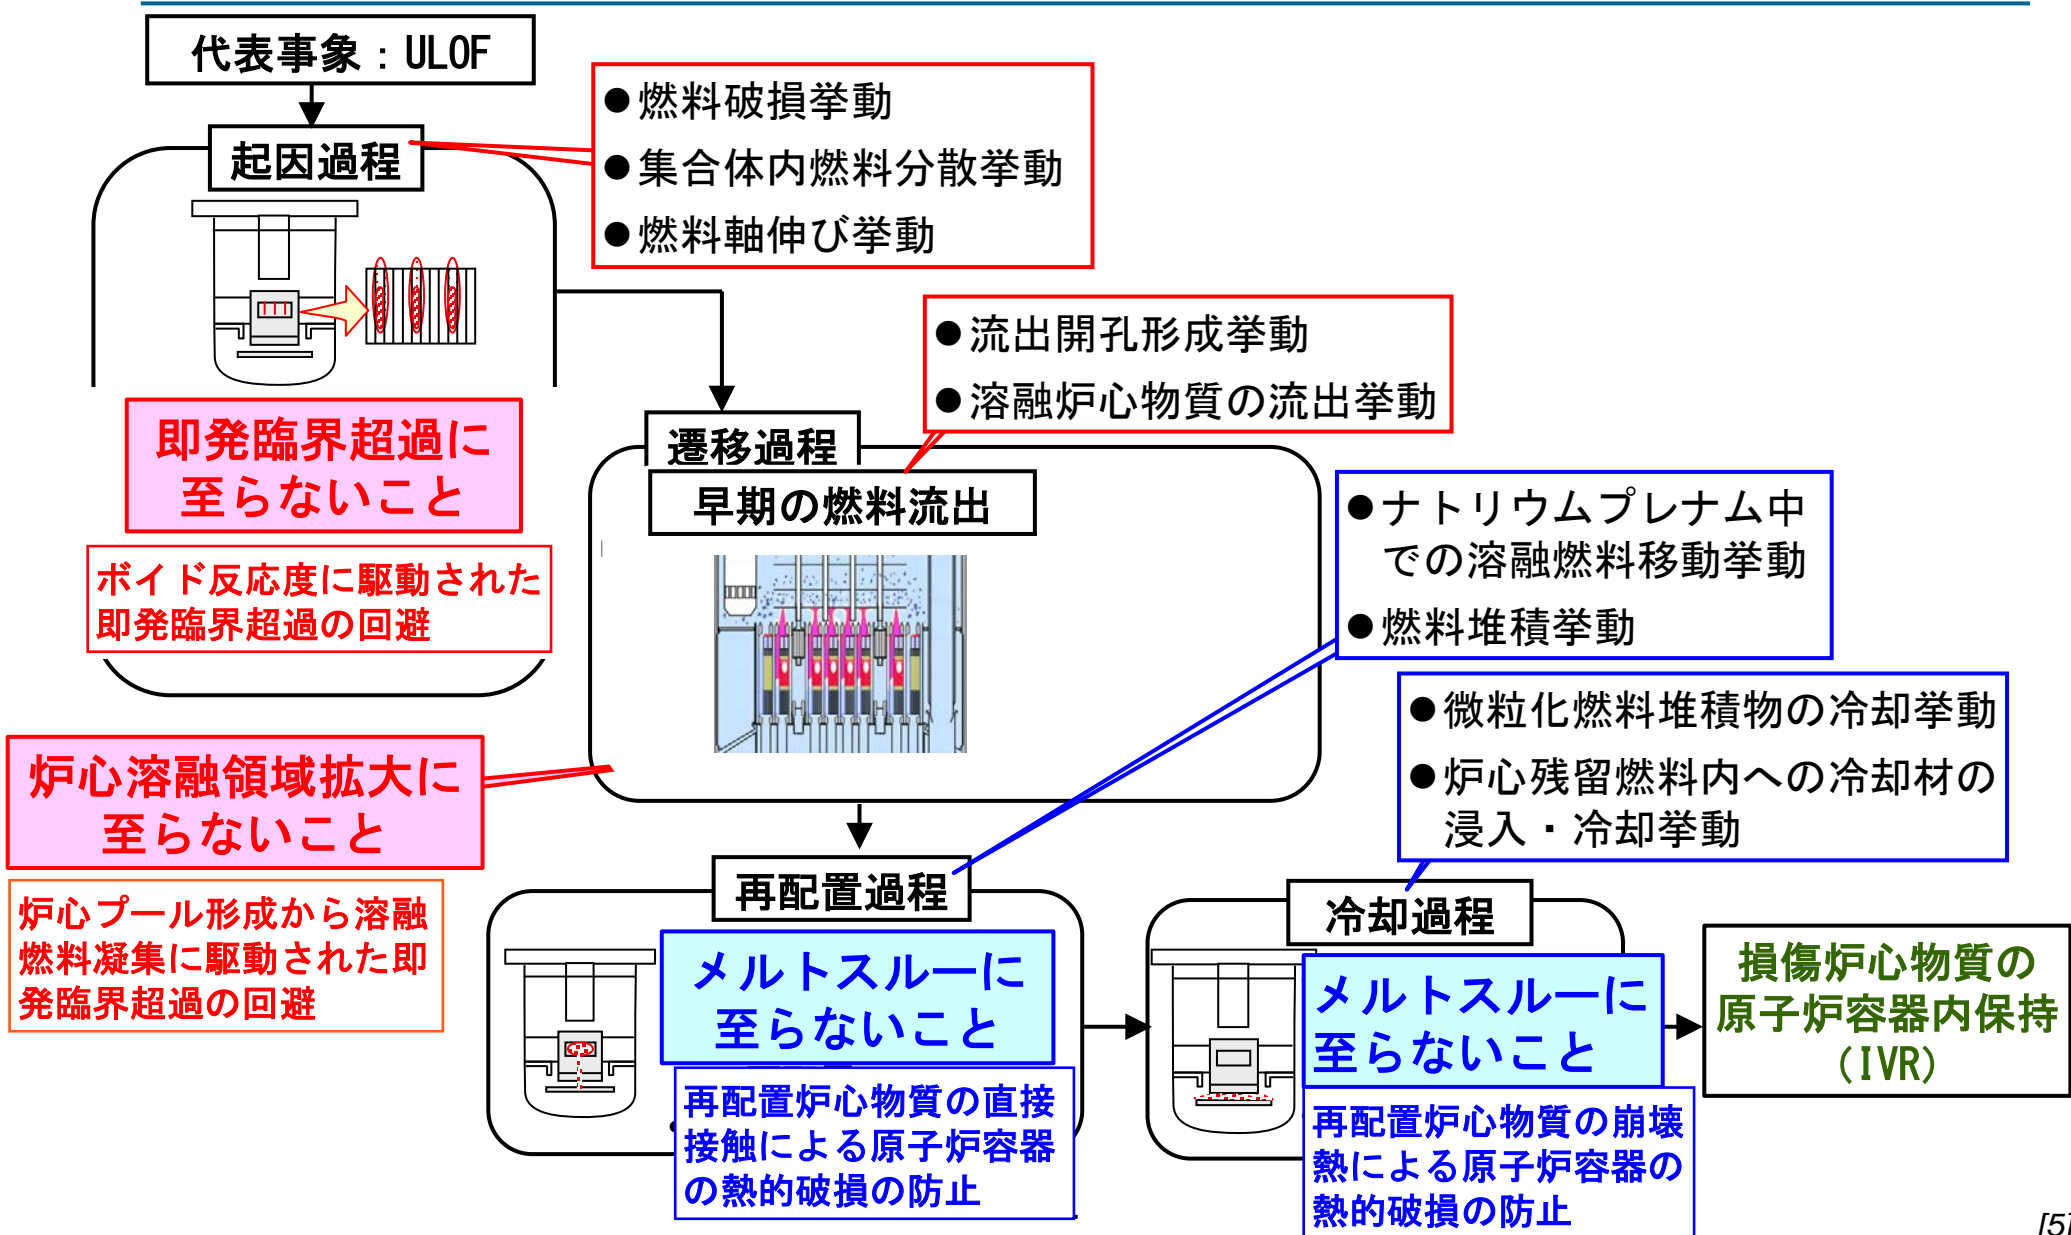 代表事象：ULOF
起因過程
●燃料破損挙動
●集合体内燃料分散挙動
●燃料軸伸び挙動
即発臨界超過に
至らないこと
ボイド反応度に駆動された
即発臨界超過の回避
●流出開孔形成挙動
●溶融炉心物質の流出挙動
遷移過程
早期の燃料流出
炉心溶融領域拡大に
至らないこと
炉心プール形成から溶融
燃料凝集に駆動された即
発臨界超過の回避
●ナトリウムプレナム中
での溶融燃料移動挙動
●燃料堆積挙動
再配置過程
メルトスルーに
至らないこと
再配置炉心物質の直接
接触による原子炉容器
の熱的破損の防止
●微粒化燃料堆積物の冷却挙動
●炉心残留燃料内への冷却材の
浸入・冷却挙動
冷却過程
メルトスルーに
至らないこと
再配置炉心物質の崩壊
熱による原子炉容器の
熱的破損の防止
損傷炉心物質の
原子炉容器内保持
(IVR)
[5]